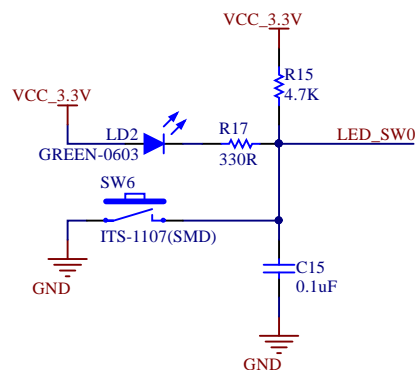 VCC_3.3V
R15
4.7K
VCC_3.3V
LD2
R17
LED_SW0
GREEN-0603
330R
SW6
ITS-1107(SMD)
C15
0.1uF
GND
GND